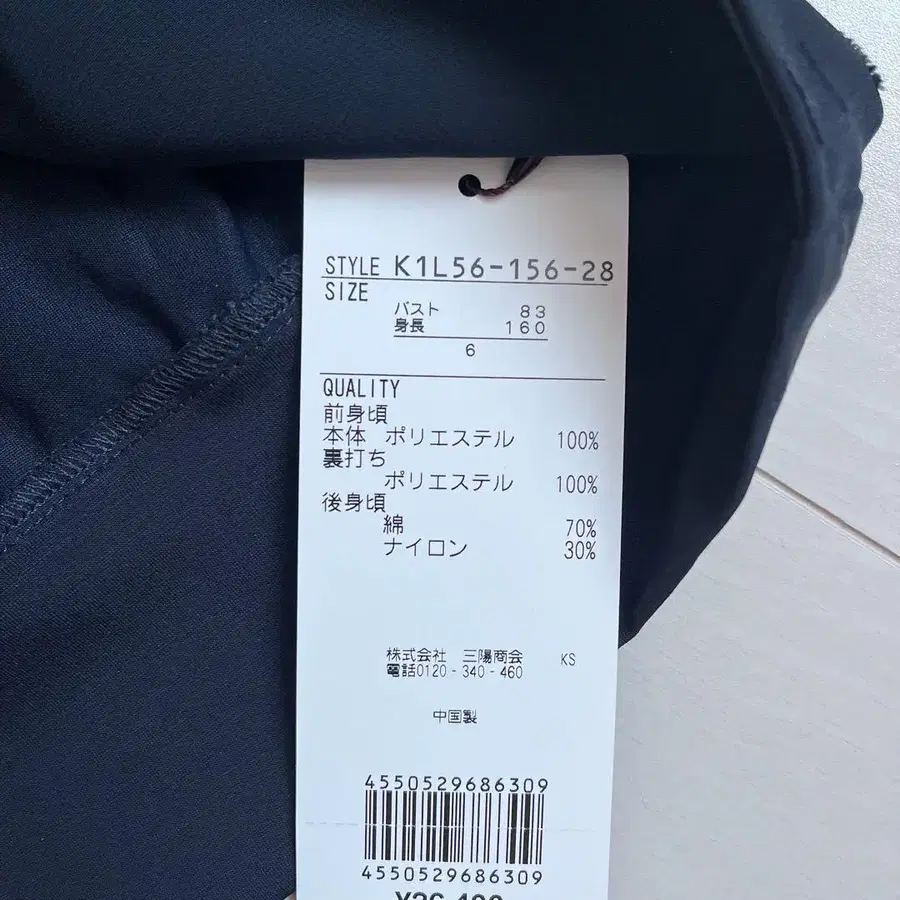 STYLE K1L56-156-28
SIZE
バスト 83
身長 160
6
QUALITY
前身頃
本体 ポリエステル 100%
裏打ち
ポリエステル 100%
後身頃
綿 70%
ナイロン 30%
株式会社 三陽商会 KS
電話0120-340-460
中国製
4550529686309
4550529686309